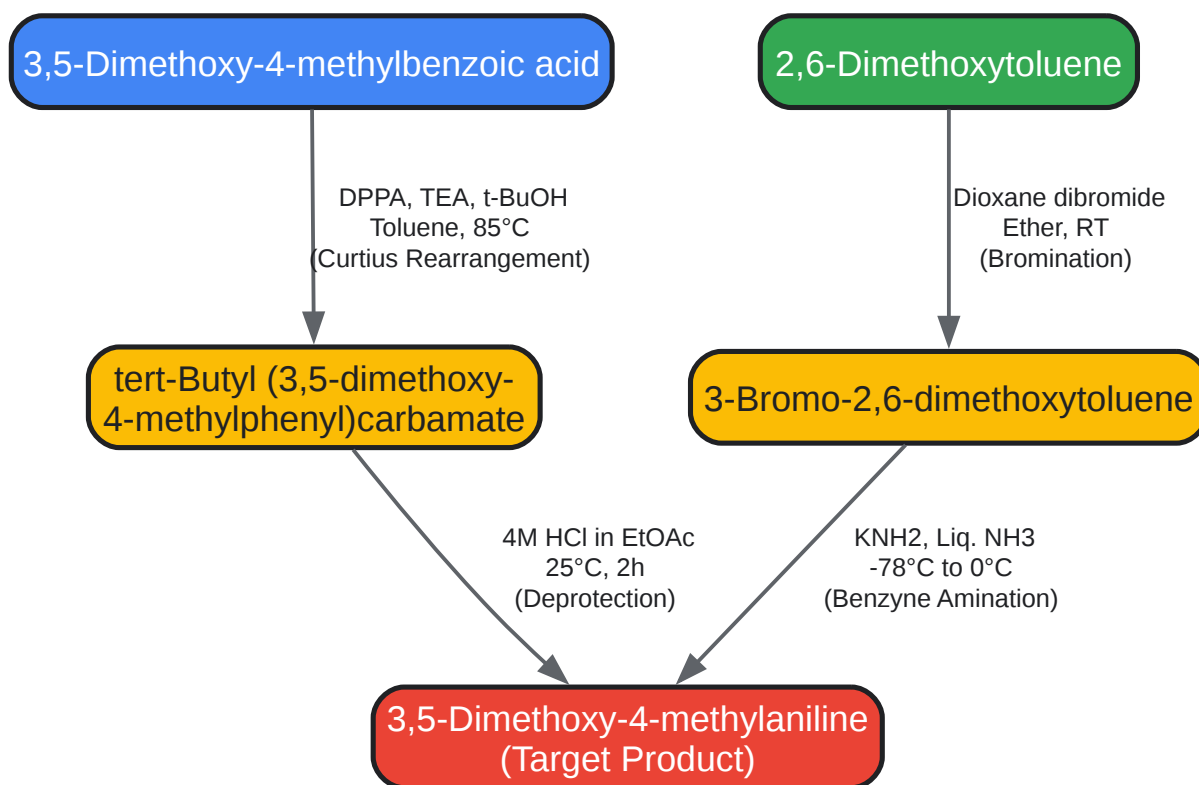 3,5-Dimethoxy-4-methylbenzoic acid
2,6-Dimethoxytoluene
DPPA, TEA, t-BuOH
Toluene, 85°C
(Curtius Rearrangement)
Dioxane dibromide
Ether, RT
(Bromination)
tert-Butyl (3,5-dimethoxy-
4-methylphenyl)carbamate
3-Bromo-2,6-dimethoxytoluene
4M HCl in EtOAc
25°C, 2h
(Deprotection)
KNH2, Liq. NH3
-78°C to 0°C
(Benzyne Amination)
3,5-Dimethoxy-4-methylaniline
(Target Product)